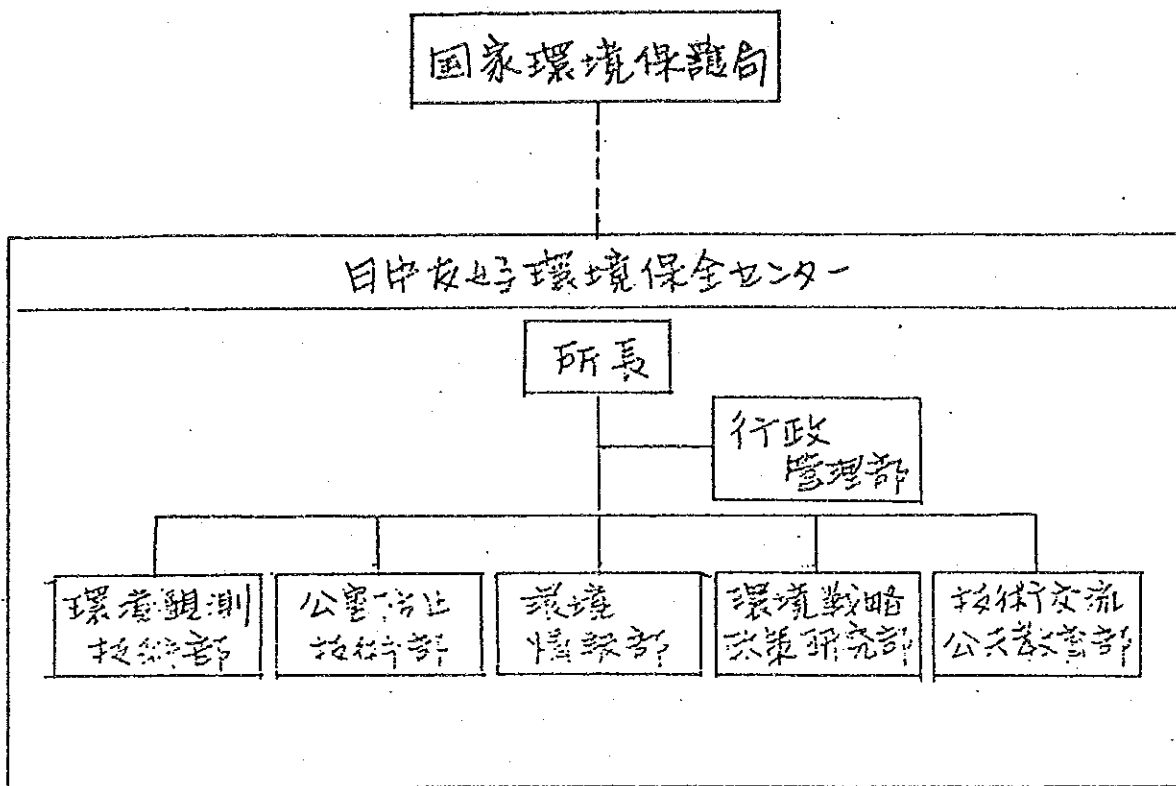 国家環境保護局
日中友好環境保全センター
所長
行政
管理部
環境観測
技術部
公害防止
技術部
環境
情報部
環境戦略
政策研究部
技術交流
公共教育部